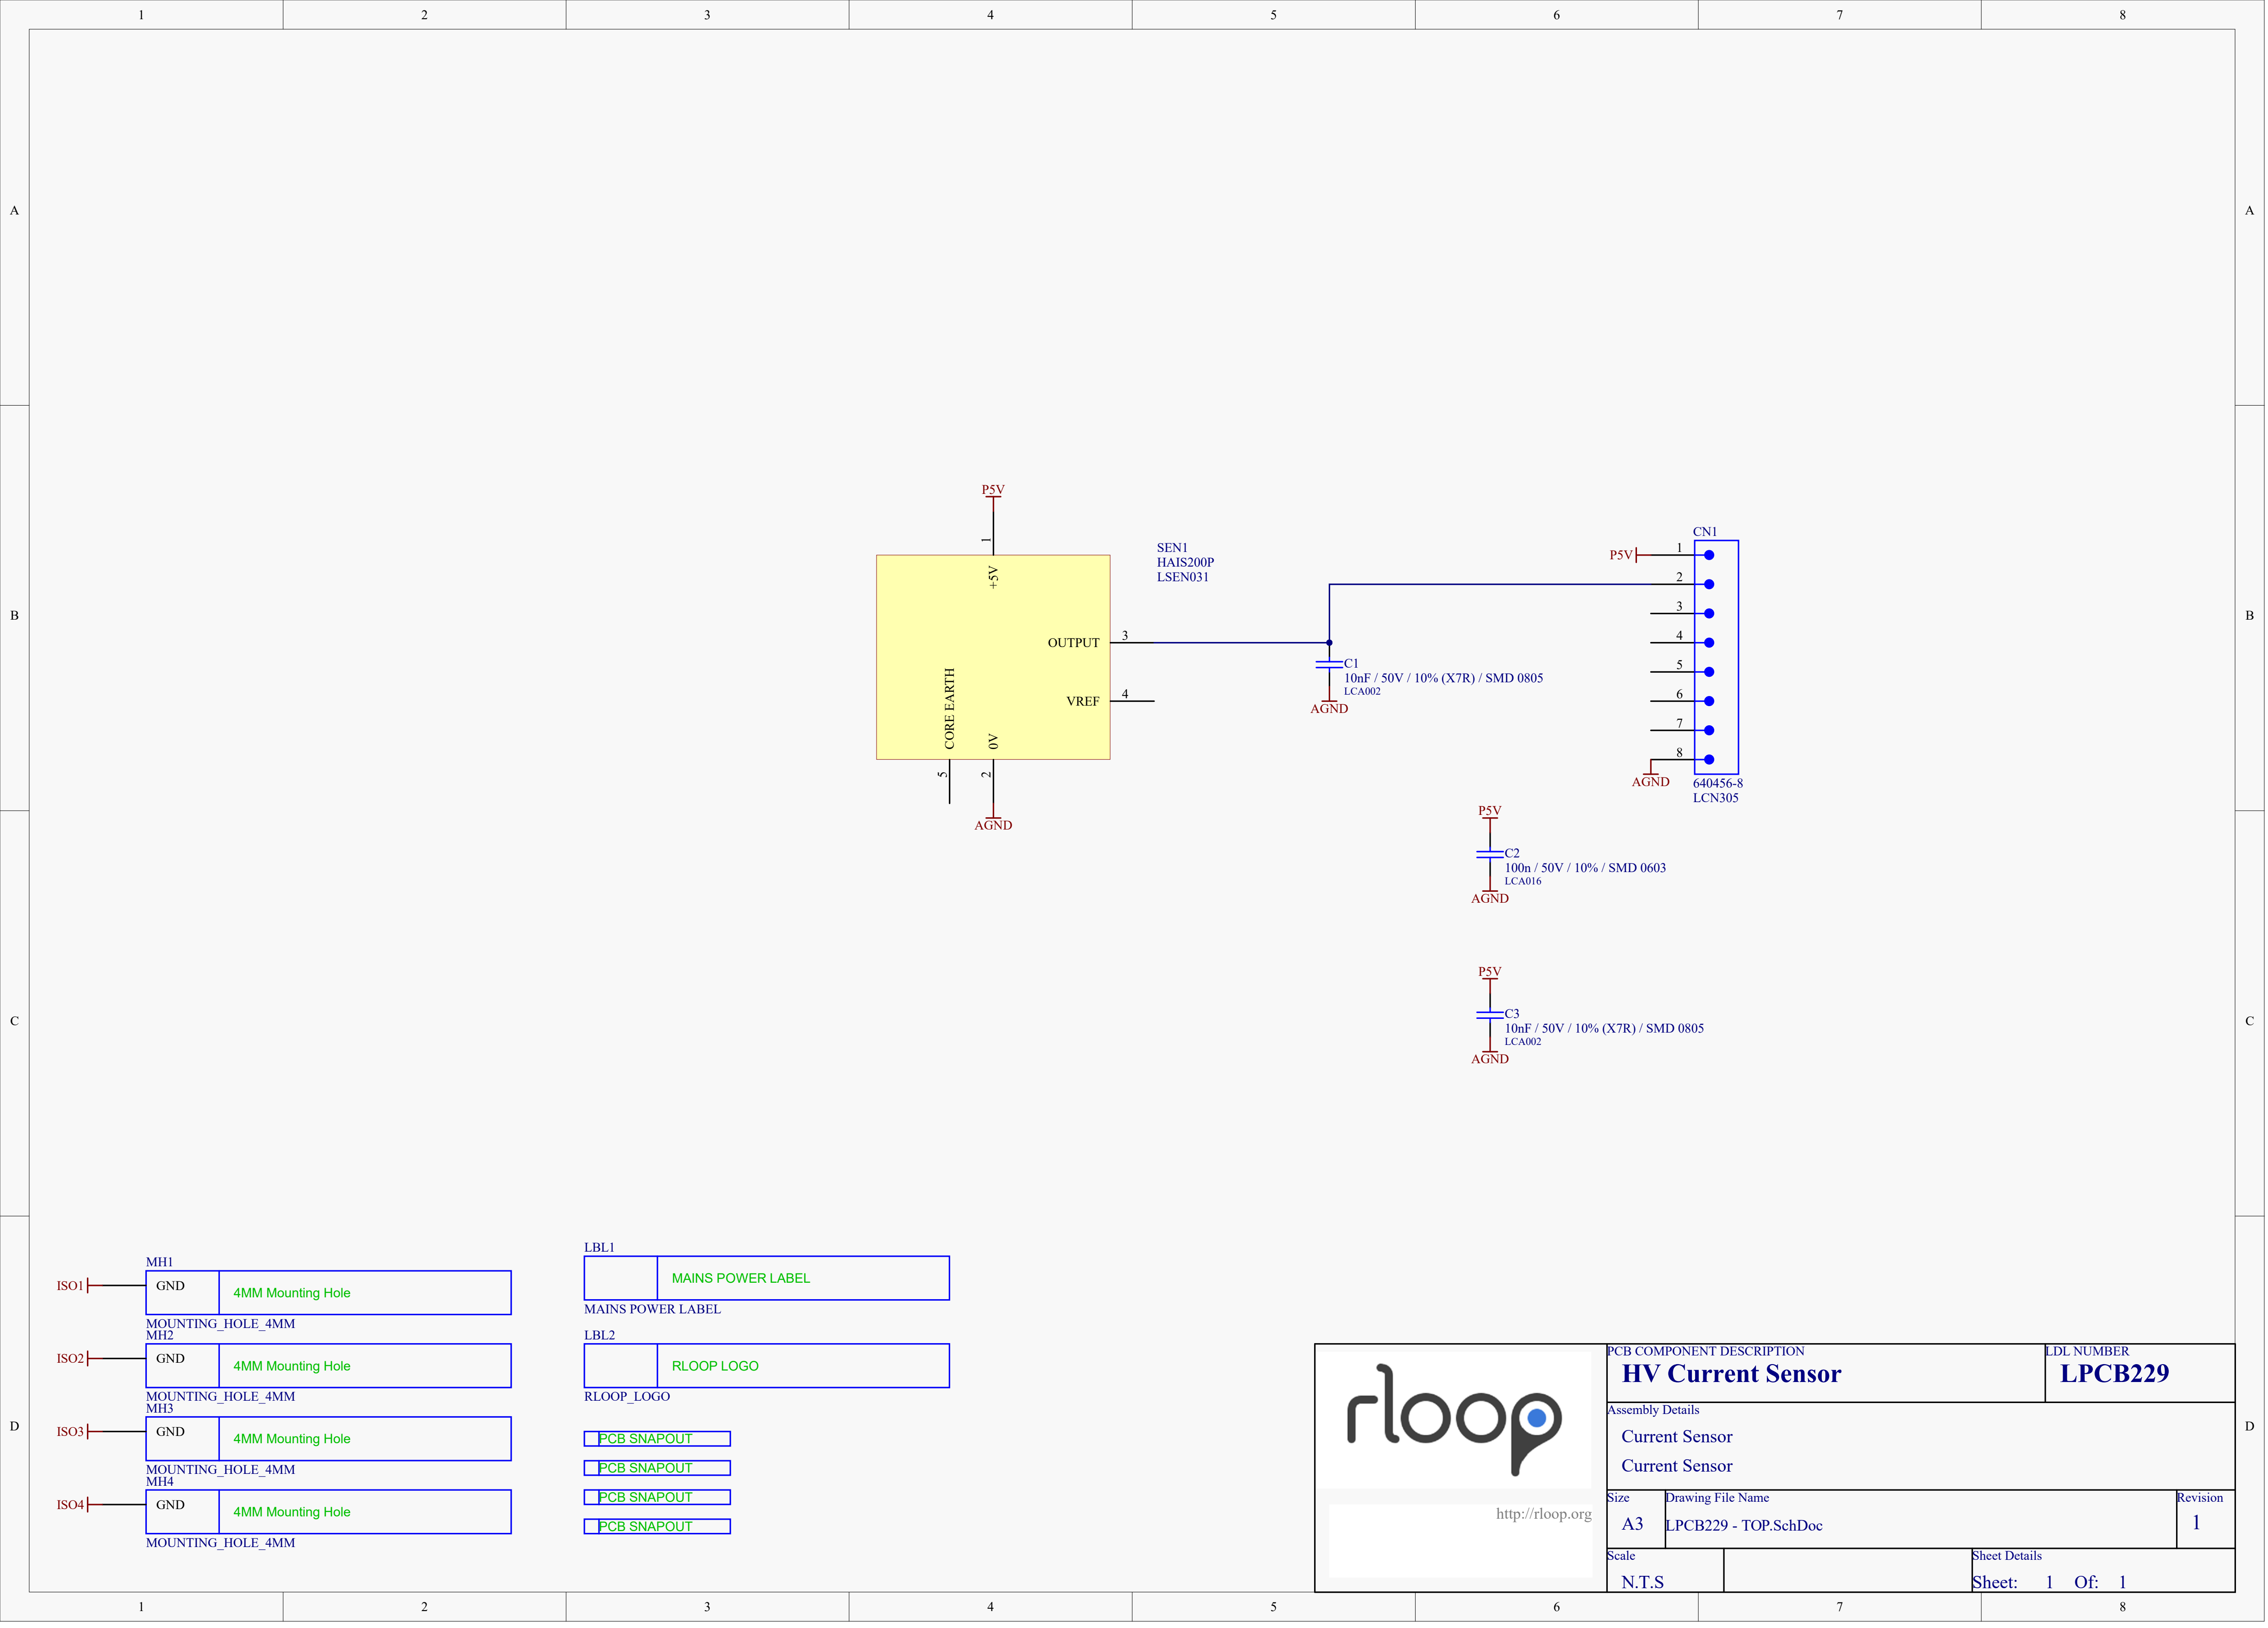 1 2 3 4 5 6 7 8
A A
P5V
1
+5V
SEN1
HAIS200P
LSEN031
CN1
P5V 1
2
3
4
5
6
7
8
AGND
640456-8
LCN305
B B
OUTPUT 3
VREF 4
CORE EARTH
0V
5
2
AGND
C1
10nF / 50V / 10% (X7R) / SMD 0805
LCA002
AGND
P5V
C2
100n / 50V / 10% / SMD 0603
LCA016
AGND
P5V
C3
10nF / 50V / 10% (X7R) / SMD 0805
LCA002
AGND
C C
MH1
ISO1 GND 4MM Mounting Hole
MOUNTING_HOLE_4MM
MH2
ISO2 GND 4MM Mounting Hole
MOUNTING_HOLE_4MM
MH3
ISO3 GND 4MM Mounting Hole
MOUNTING_HOLE_4MM
MH4
ISO4 GND 4MM Mounting Hole
MOUNTING_HOLE_4MM
LBL1
MAINS POWER LABEL
MAINS POWER LABEL
LBL2
RLOOP LOGO
RLOOP_LOGO
PCB SNAPOUT
PCB SNAPOUT
PCB SNAPOUT
PCB SNAPOUT
D D
rloop
http://rloop.org
PCB COMPONENT DESCRIPTION
HV Current Sensor
LDL NUMBER
LPCB229
Assembly Details
Current Sensor
Current Sensor
Size
A3
Drawing File Name
LPCB229 - TOP.SchDoc
Revision
1
Scale
N.T.S
Sheet Details
Sheet: 1 Of: 1
1 2 3 4 5 6 7 8